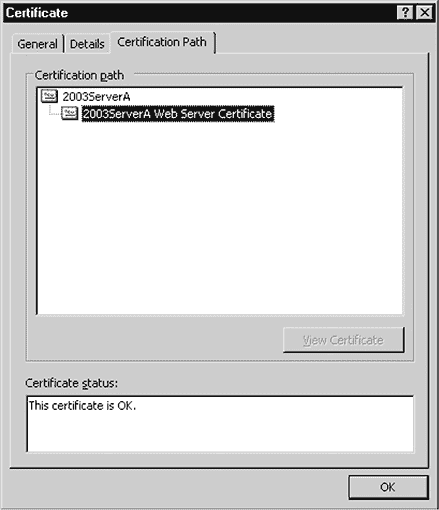 Certificate
General Details Certification Path
Certification path
2003ServerA
2003ServerA Web Server Certificate
View Certificate
Certificate status:
This certificate is OK.
OK